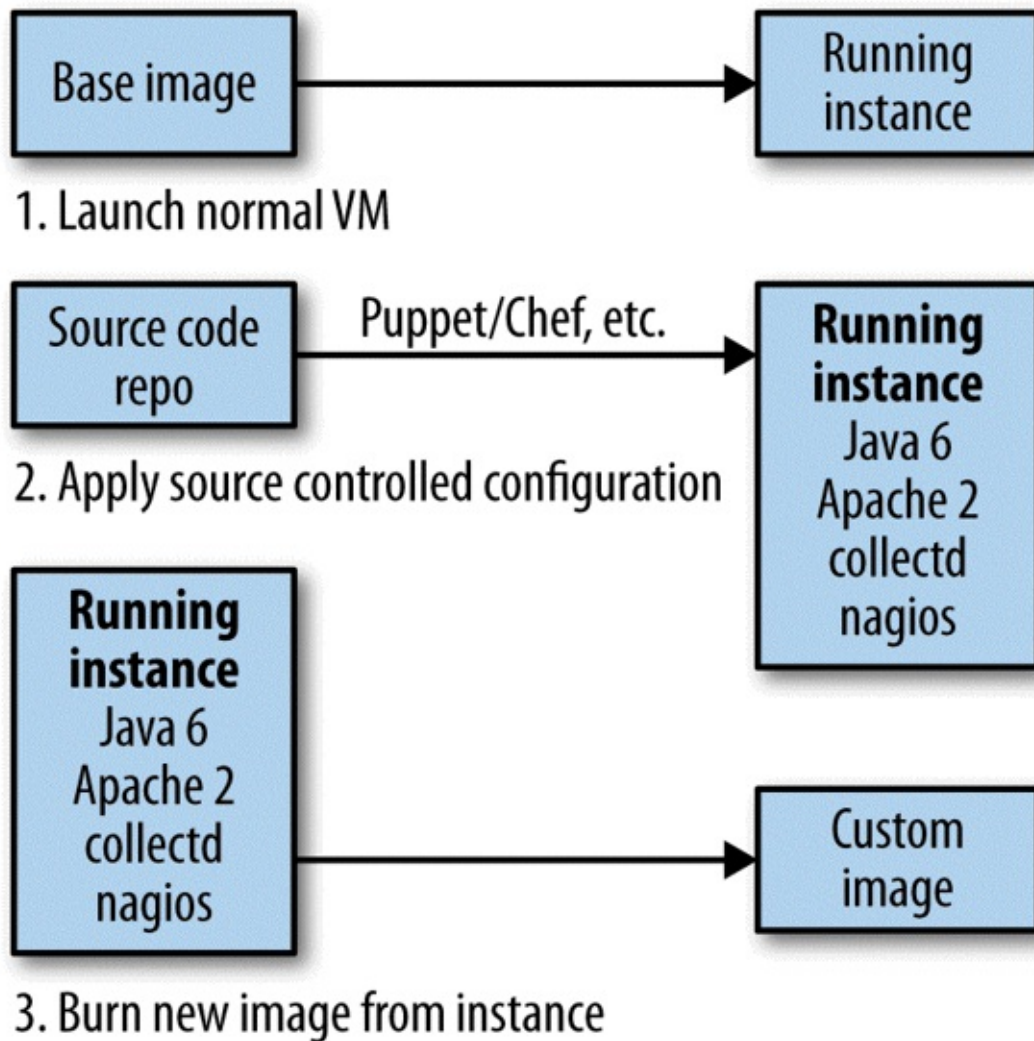 Base image
Running
instance
1. Launch normal VM
Source code
repo
Puppet/Chef, etc.
Running
instance
Java 6
Apache 2
collectd
nagios
2. Apply source controlled configuration
Running
instance
Java 6
Apache 2
collectd
nagios
Custom
image
3. Burn new image from instance